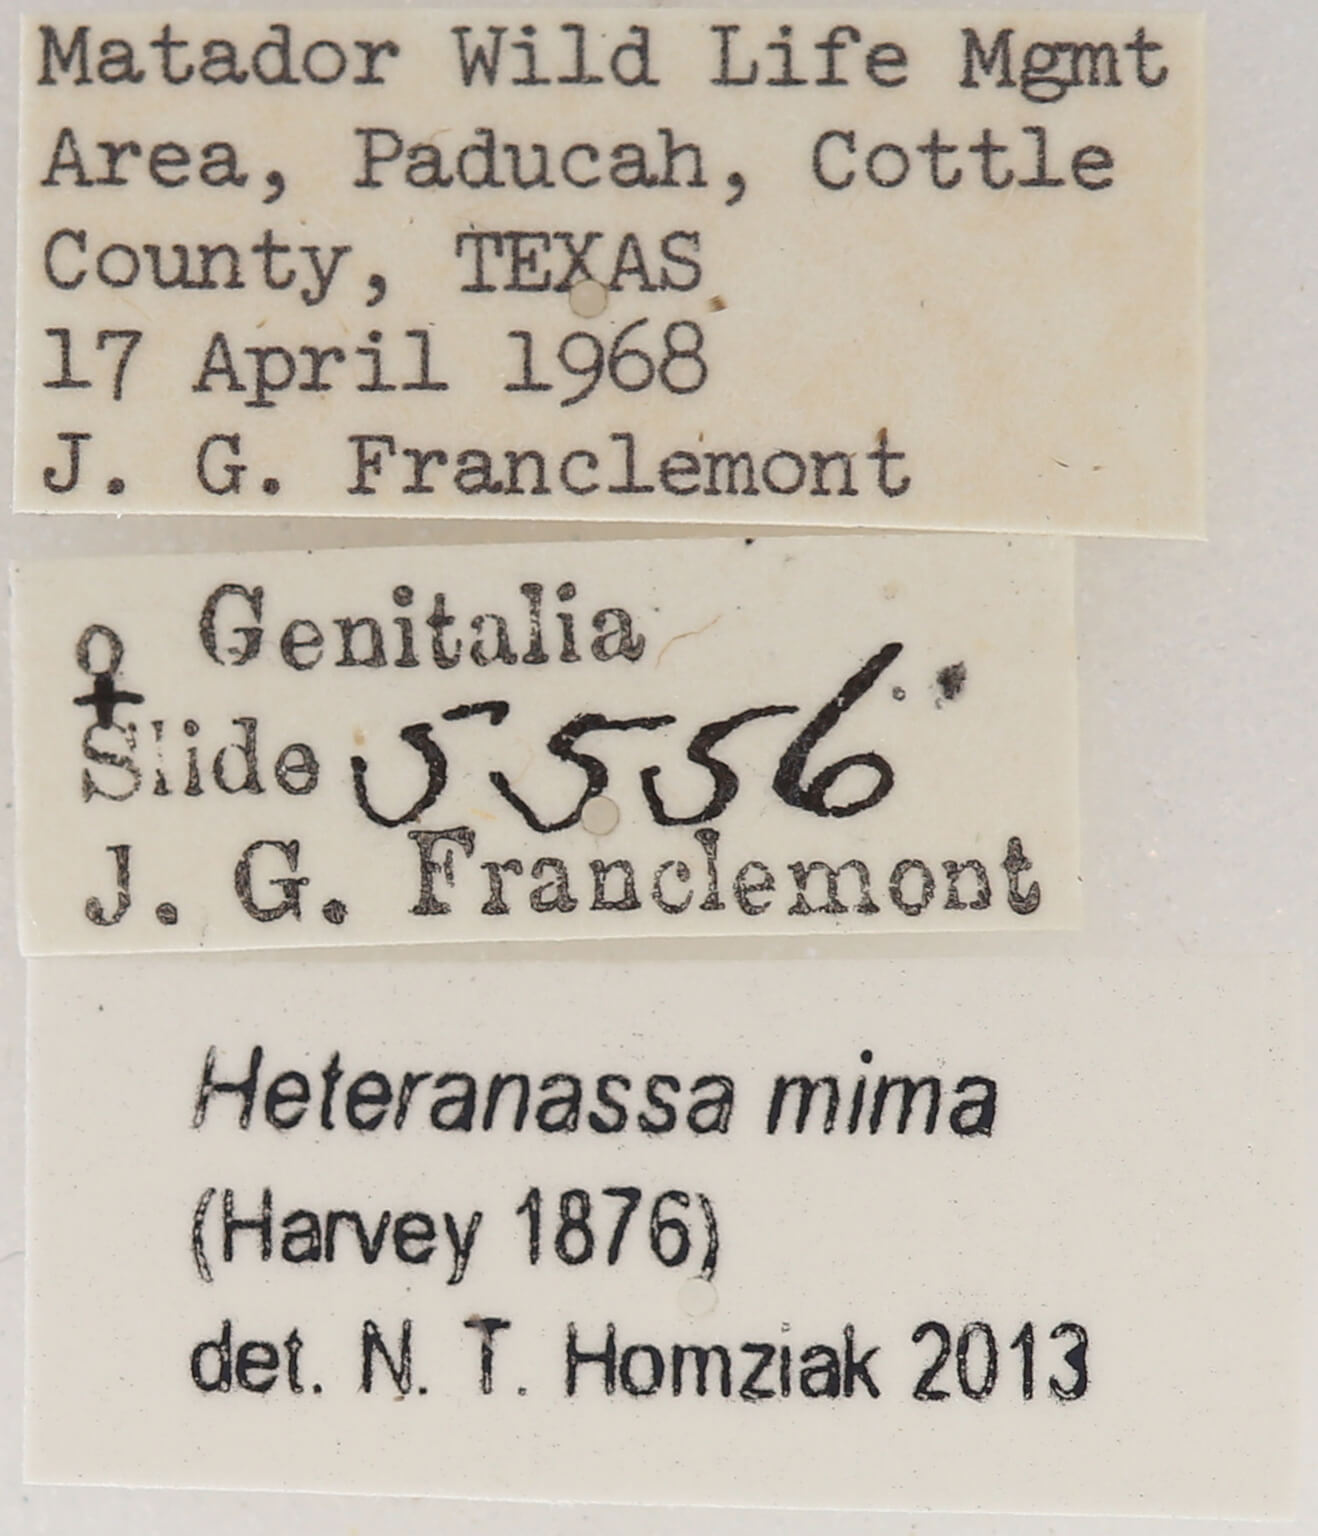 Matador Wild Life Mgmt
Area, Paducah, Cottle
County, TEXAS
17 April 1968
J. G. Franclemont
♀ Genitalia
Slide 5556
J. G. Franclemont
Heteranassa mima
(Harvey 1876)
det. N. T. Homziak 2013